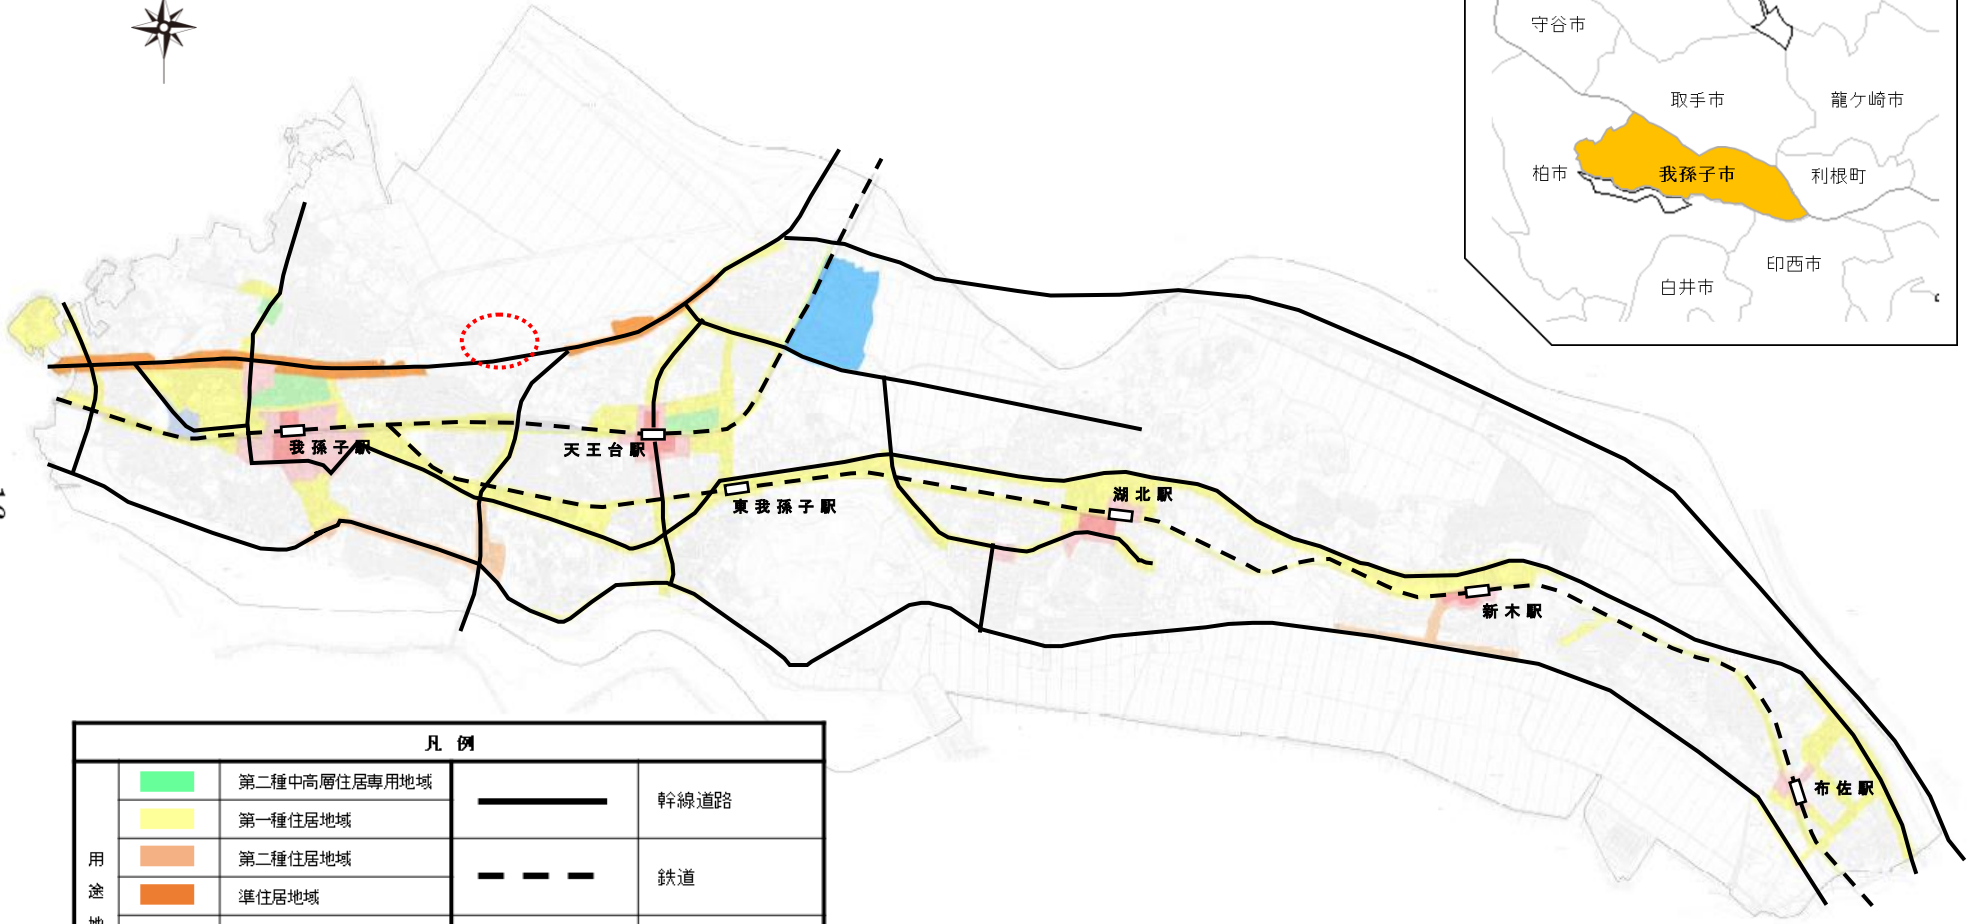 守谷市
取手市
龍ケ崎市
柏市
我孫子市
利根町
印西市
白井市
我孫子駅
天王台駅
東我孫子駅
湖北駅
新木駅
布佐駅
凡例
第二種中高層住居専用地域
幹線道路
第一種住居地域
用途地
第二種住居地域
鉄道
準住居地域